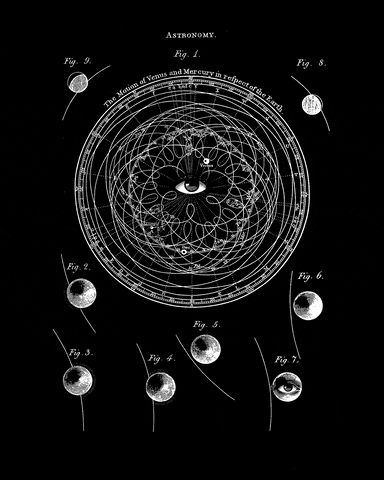 ASTRONOMY.
Fig. 1.
Fig. 9.
Fig. 8.
The Motion of Venus and Mercury in respect of the Earth.
Fig. 2.
Fig. 6.
Fig. 5.
Fig. 3.
Fig. 4.
Fig. 7.